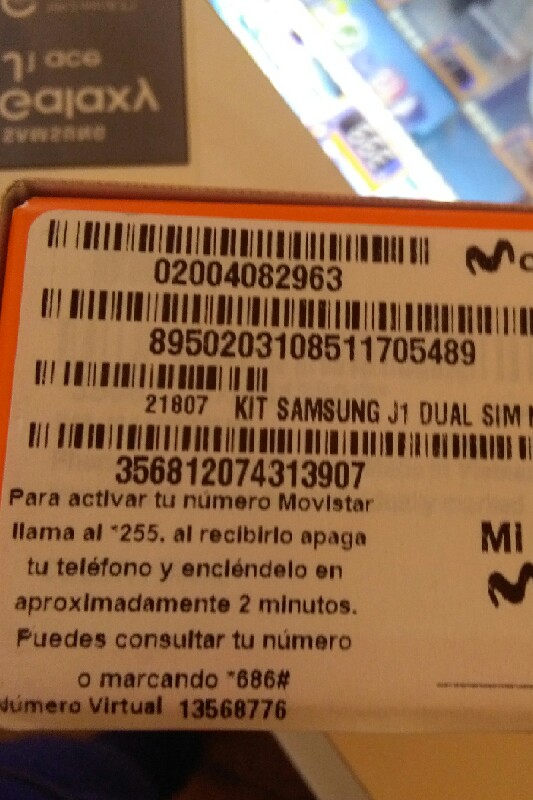 J1 ace
Galaxy
SAMSUNG
02004082963
8950203108511705489
21807 KIT SAMSUNG J1 DUAL SIM
356812074313907
Para activar tu número Movistar
llama al *255. al recibirlo apaga
tu teléfono y enciéndelo en
aproximadamente 2 minutos.
Puedes consultar tu número
o marcando *686#
Número Virtual 13568776
Mi